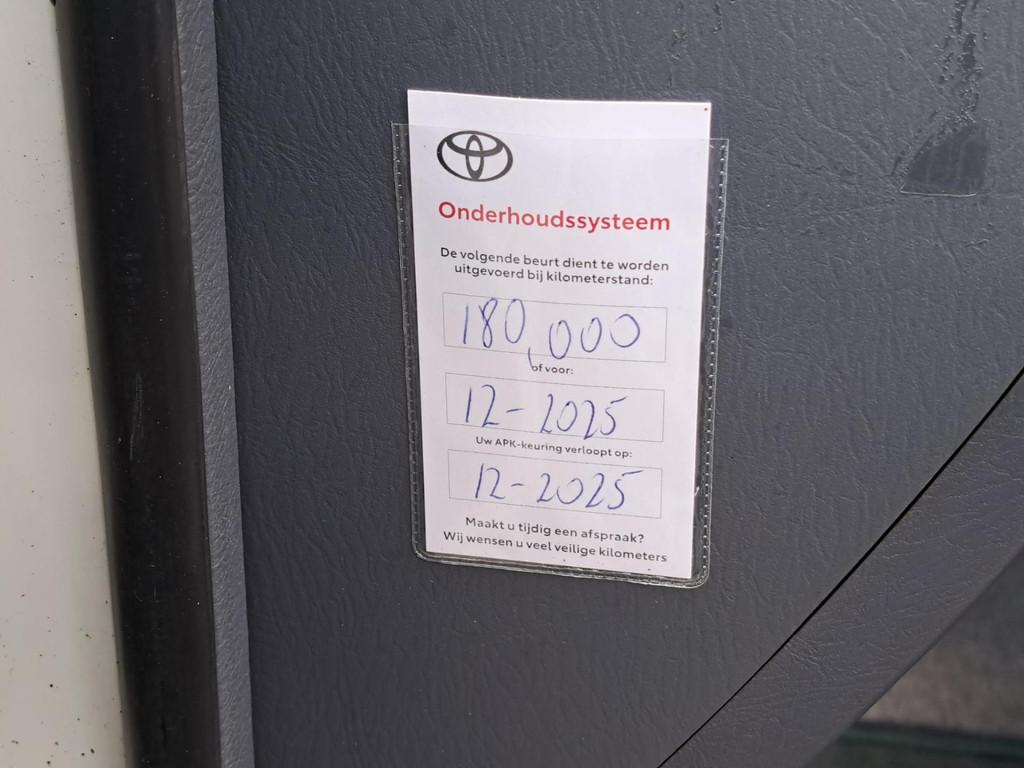 Onderhoudssysteem
De volgende beurt dient te worden
uitgevoerd bij kilometerstand:
180,000
of voor:
12-2025
Uw APK-keuring verloopt op:
12-2025
Maakt u tijdig een afspraak?
Wij wensen u veel veilige kilometers